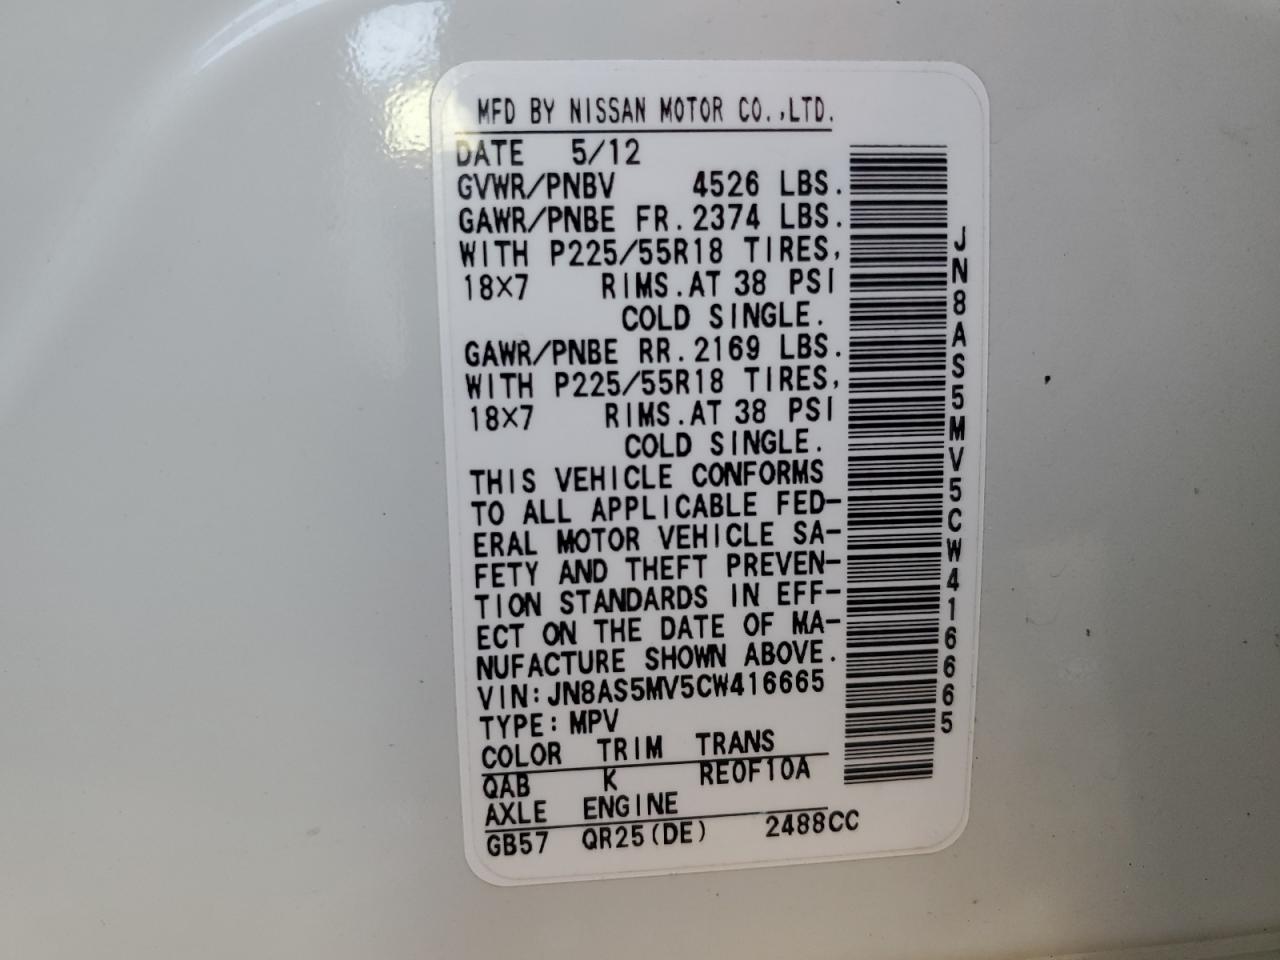 MFD BY NISSAN MOTOR CO.,LTD.
DATE 5/12
GVWR/PNBV 4526 LBS.
GAWR/PNBE FR.2374 LBS.
WITH P225/55R18 TIRES,
18×7 RIMS.AT 38 PSI
COLD SINGLE.
GAWR/PNBE RR.2169 LBS.
WITH P225/55R18 TIRES,
18×7 RIMS.AT 38 PSI
COLD SINGLE.
THIS VEHICLE CONFORMS
TO ALL APPLICABLE FED-
ERAL MOTOR VEHICLE SA-
FETY AND THEFT PREVEN-
TION STANDARDS IN EFF-
ECT ON THE DATE OF MA-
NUFACTURE SHOWN ABOVE.
VIN:JN8AS5MV5CW416665
TYPE:MPV
COLOR TRIM TRANS
QAB K RE0F10A
AXLE ENGINE
GB57 QR25(DE) 2488CC
JN8AS5MV5CW416665